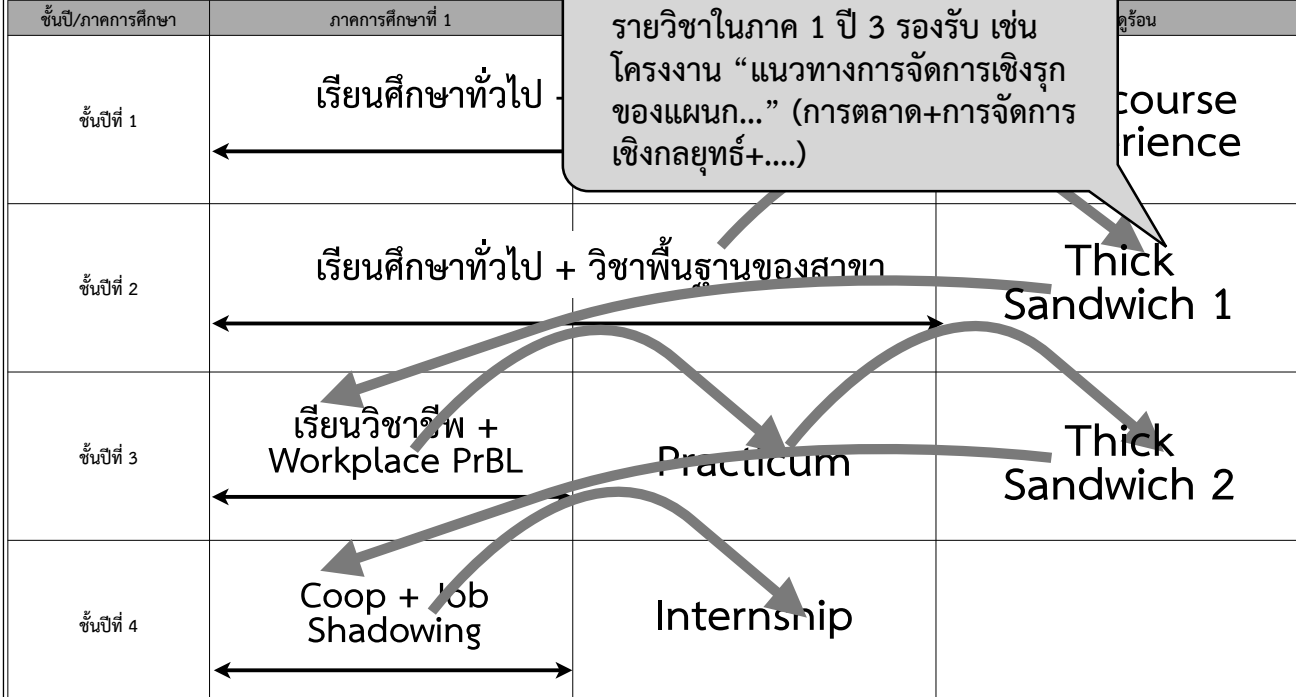 ชั้นปี/ภาคการศึกษา
ภาคการศึกษาที่ 1
รายวิชาในภาค 1 ปี 3 รองรับ เช่น
โครงงาน “แนวทางการจัดการเชิงรุก
ของแผนก...” (การตลาด+การจัดการ
เชิงกลยุทธ์+....)
ชั้นปีที่ 1
เรียนศึกษาทั่วไป
course
ชั้นปีที่ 2
เรียนศึกษาทั่วไป + วิชาพื้นฐานของสาขา
Thick
Sandwich 1
ชั้นปีที่ 3
เรียนวิชาชีพ +
Workplace PrBL
Practicum
Thick
Sandwich 2
ชั้นปีที่ 4
Coop + Job
Shadowing
Internship